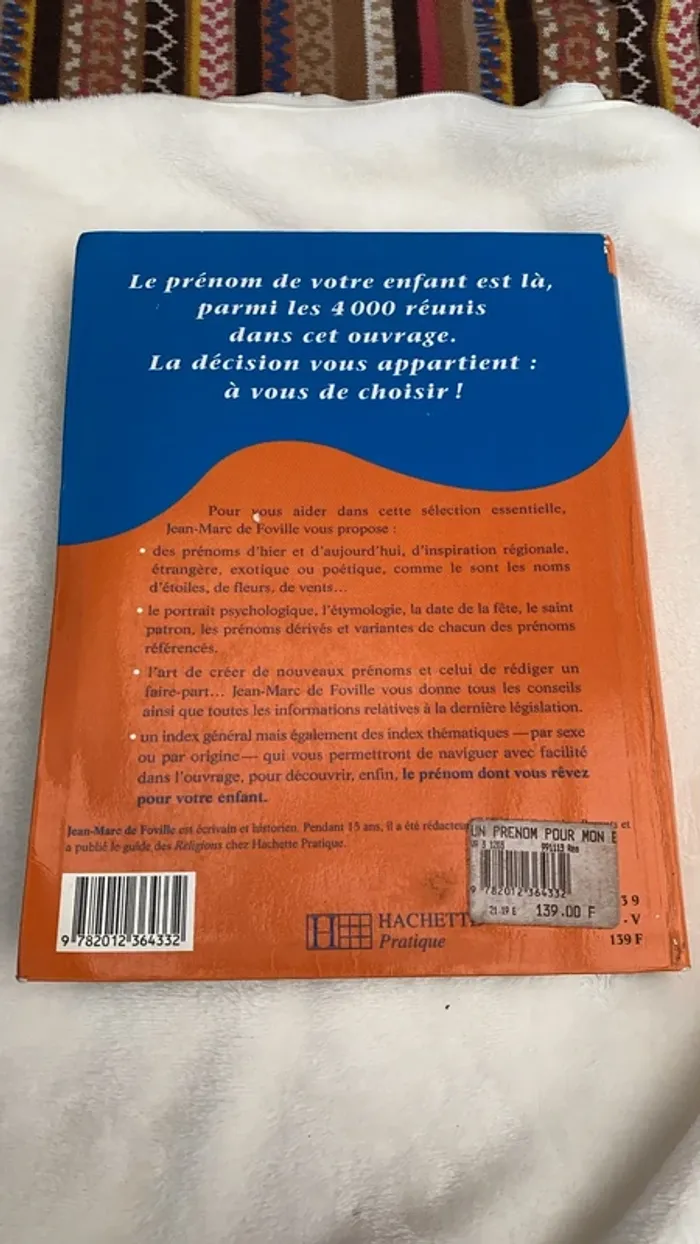 Le prénom de votre enfant est là,
parmi les 4 000 réunis
dans cet ouvrage.
La décision vous appartient :
à vous de choisir !
Pour vous aider dans cette sélection essentielle,
Jean-Marc de Foville vous propose :
• des prénoms d'hier et d'aujourd'hui, d'inspiration régionale,
étrangère, exotique ou poétique, comme le sont les noms
d'étoiles, de fleurs, de vents...
• le portrait psychologique, l'étymologie, la date de la fête, le saint
patron, les prénoms dérivés et variantes de chacun des prénoms
référencés.
• l'art de créer de nouveaux prénoms et celui de rédiger un
faire-part... Jean-Marc de Foville vous donne tous les conseils
ainsi que toutes les informations relatives à la dernière législation.
• un index général mais également des index thématiques — par sexe
ou par origine — qui vous permettront de naviguer avec facilité
dans l'ouvrage, pour découvrir, enfin, le prénom dont vous rêvez
pour votre enfant.
Jean-Marc de Foville est écrivain et historien. Pendant 15 ans, il a été rédacteur et
a publié le guide des Religions chez Hachette Pratique.
UN PRENOM POUR MON E
991113
9 782012 364332
139.00 F
9 782012 364332
HACHETTE
Pratique
3 9
- V
139 F